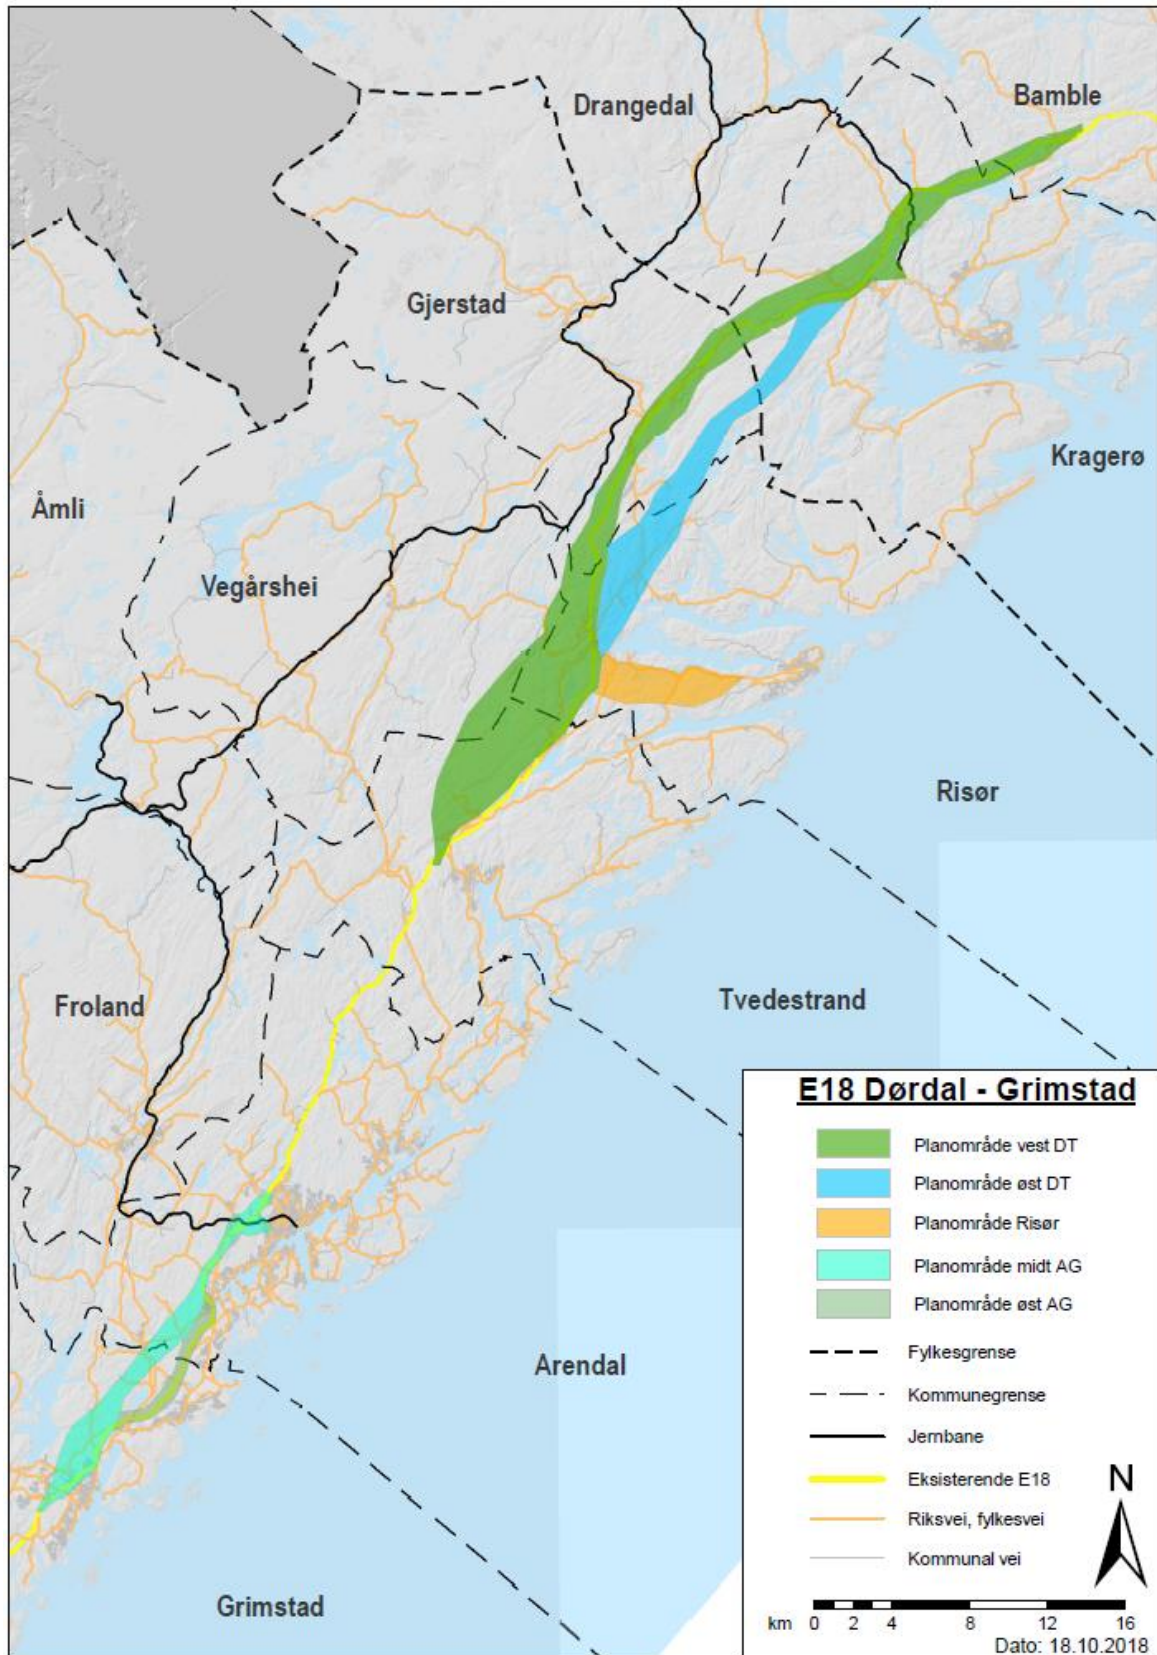 Bamble
Drangedal
Gjerstad
Kragerø
Åmli
Vegårshei
Risør
Tvedestrand
Froland
Arendal
Grimstad
E18 Dørdal - Grimstad
Planområde vest DT
Planområde øst DT
Planområde Risør
Planområde midt AG
Planområde øst AG
Fylkesgrense
Kommunegrense
Jernbane
Eksisterende E18
Riksvei, fylkesvei
Kommunal vei
N
km 0 2 4 8 12 16
Dato: 18.10.2018